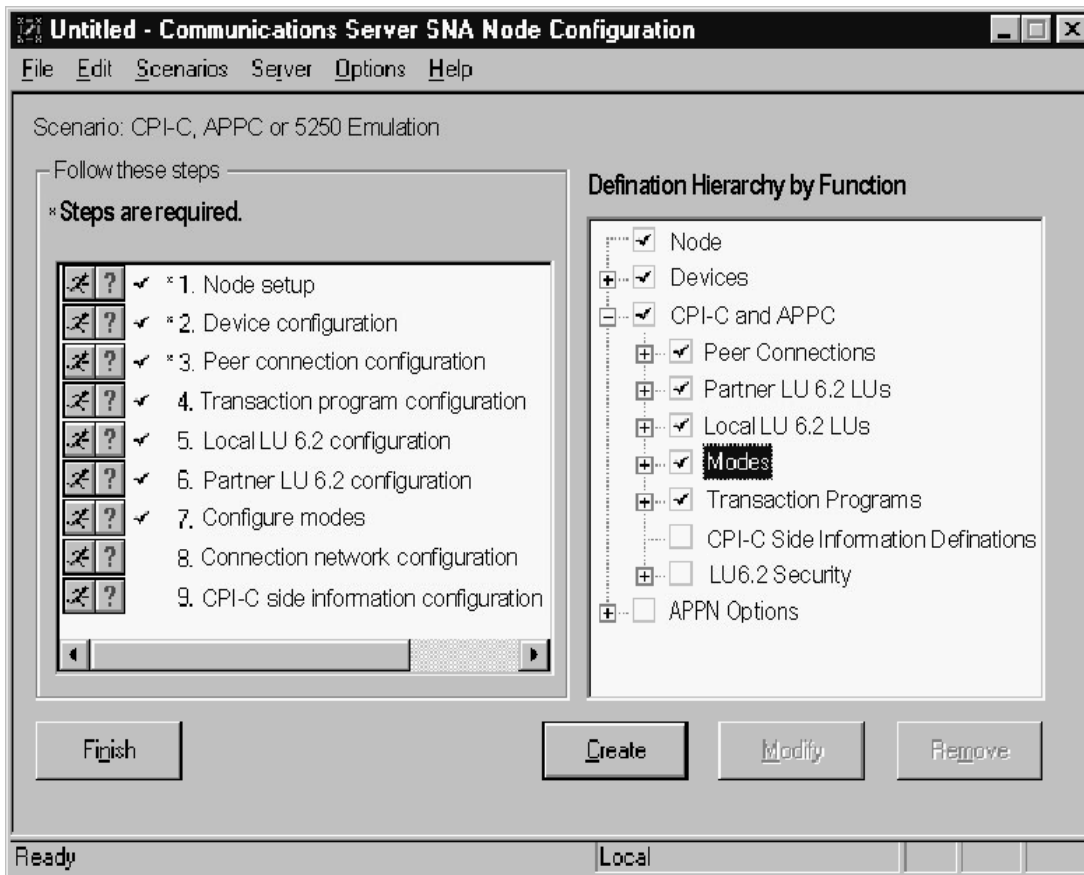 Untitled - Communications Server SNA Node Configuration
File Edit Scenarios Server Options Help
Scenario: CPI-C, APPC or 5250 Emulation
Follow these steps
* Steps are required.
? * 1. Node setup
? * 2. Device configuration
? * 3. Peer connection configuration
? 4. Transaction program configuration
? 5. Local LU 6.2 configuration
? 6. Partner LU 6.2 configuration
? 7. Configure modes
? 8. Connection network configuration
? 9. CPI-C side information configuration
Defination Hierarchy by Function
Node
Devices
CPI-C and APPC
Peer Connections
Partner LU 6.2 LUs
Local LU 6.2 LUs
Modes
Transaction Programs
CPI-C Side Information Definations
LU6.2 Security
APPN Options
Finish
Create
Modify
Remove
Ready
Local